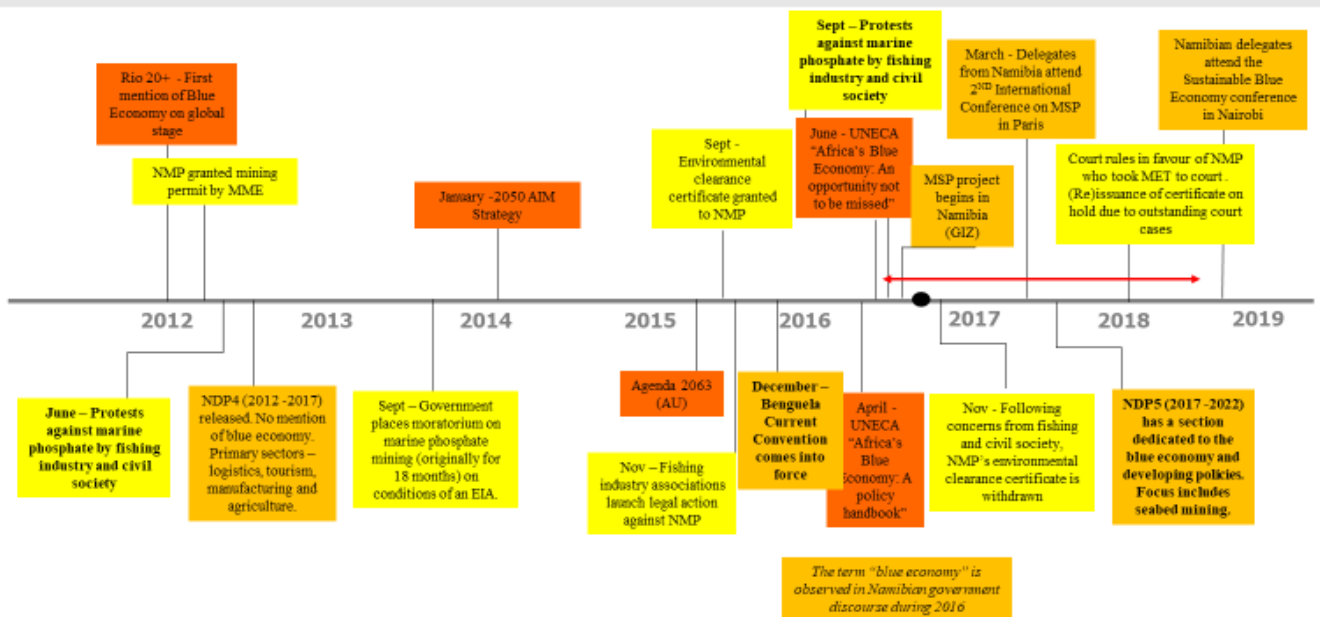 Rio 20+ - First
mention of Blue
Economy on global
stage
NMP granted mining
permit by MME
January -2050 AIM
Strategy
Sept -
Environmental
clearance
certificate granted
to NMP
Sept – Protests
against marine
phosphate by fishing
industry and civil
society
June - UNECA
“Africa’s Blue
Economy: An
opportunity not
to be missed”
MSP project
begins in
Namibia
(GIZ)
March - Delegates
from Namibia attend
2ND International
Conference on MSP
in Paris
Court rules in favour of NMP
who took MET to court .
(Re)issuance of certificate on
hold due to outstanding court
cases
Namibian delegates
attend the
Sustainable Blue
Economy conference
in Nairobi
2012
2013
2014
2015
2016
2017
2018
2019
June – Protests
against marine
phosphate by fishing
industry and civil
society
NDP4 (2012 -2017)
released. No mention
of blue economy.
Primary sectors –
logistics, tourism,
manufacturing and
agriculture.
Sept – Government
places moratorium on
marine phosphate
mining (originally for
18 months) on
conditions of an EIA.
Agenda 2063
(AU)
Nov – Fishing
industry associations
launch legal action
against NMP
December –
Benguela
Current
Convention
comes into
force
April -
UNECA
“Africa’s
Blue
Economy: A
policy
handbook”
Nov - Following
concerns from fishing
and civil society,
NMP’s environmental
clearance certificate is
withdrawn
NDP5 (2017 -2022)
has a section
dedicated to the
blue economy and
developing policies.
Focus includes
seabed mining.
The term “blue economy” is
observed in Namibian government
discourse during 2016